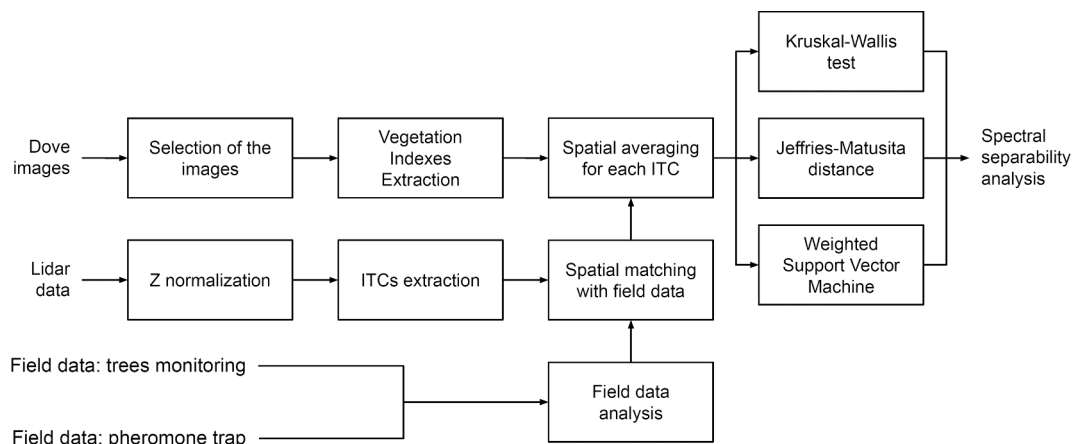 Kruskal-Wallis
test
Dove
images
Selection of the
images
Vegetation
Indexes
Extraction
Spatial averaging
for each ITC
Jeffries-Matusita
distance
Spectral
separability
analysis
Lidar
data
Z normalization
ITCs extraction
Spatial matching
with field data
Weighted
Support Vector
Machine
Field data: trees monitoring
Field data
analysis
Field data: pheromone trap